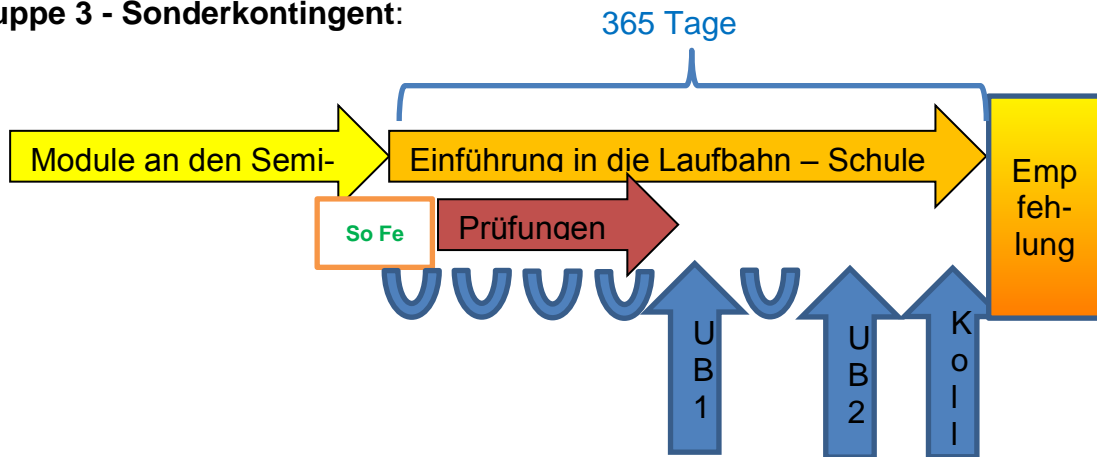 uppe 3 - Sonderkontingent:
365 Tage
Module an den Semi-
Einführung in die Laufbahn – Schule
Emp
feh-
lung
So Fe
Prüfungen
U
B
1
U
B
2
K
o
l
l